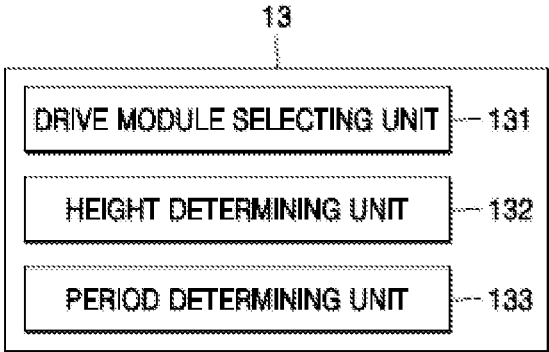 13
DRIVE MODULE SELECTING UNIT 131
HEIGHT DETERMINING UNIT 132
PERIOD DETERMINING UNIT 133